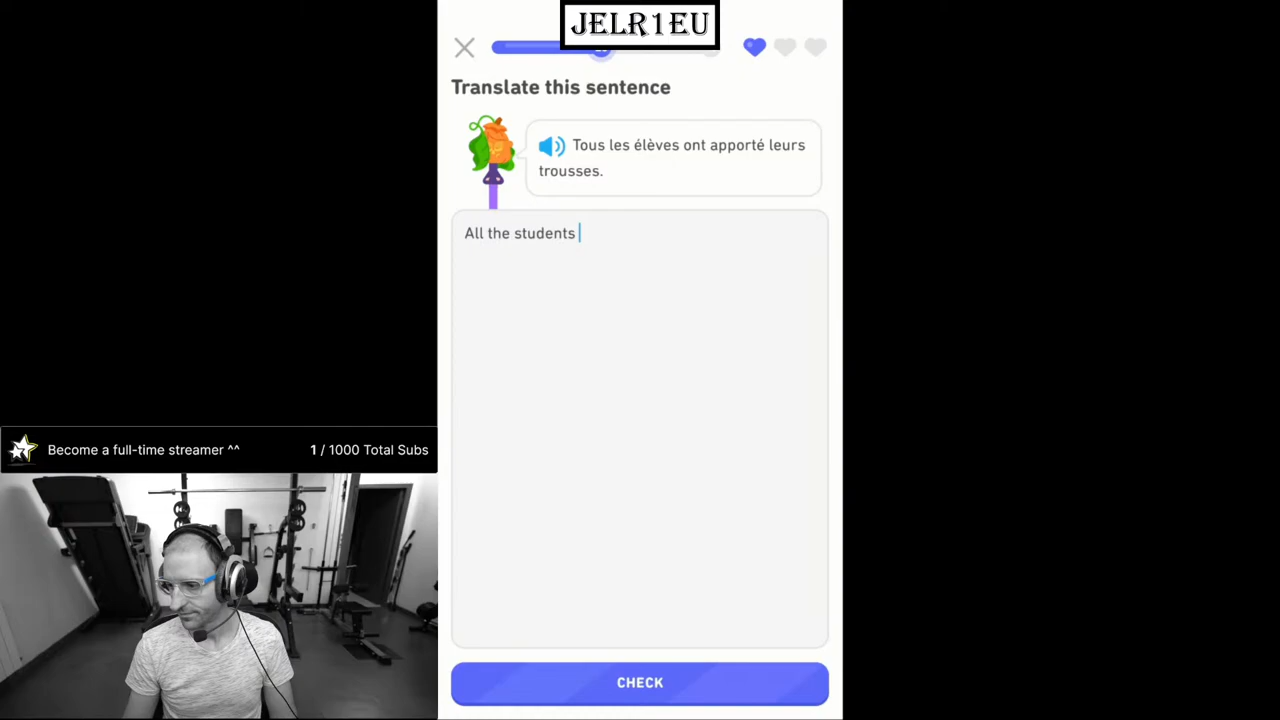 JELR1EU
Translate this sentence
Tous les élèves ont apporté leurs
trousses.
All the students
Become a full-time streamer ^^ 1 / 1000 Total Subs
CHECK